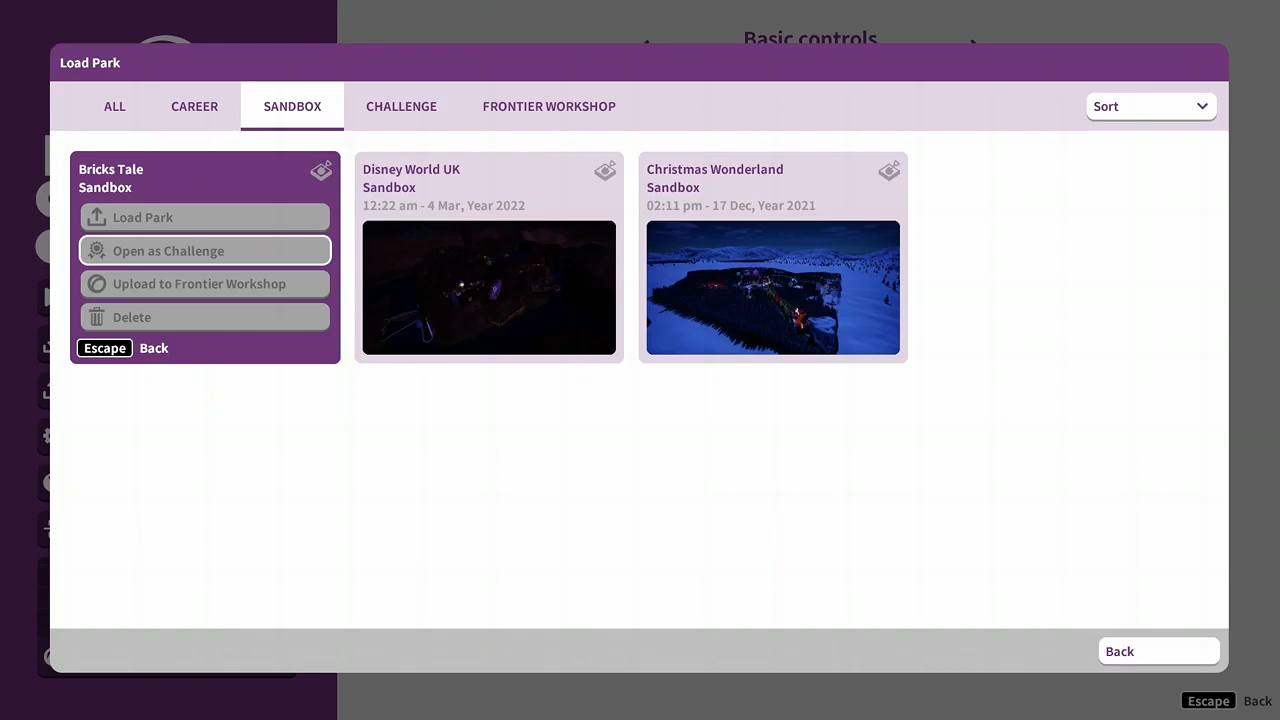 Basic controls
Load Park
ALL
CAREER
SANDBOX
CHALLENGE
FRONTIER WORKSHOP
Sort
Bricks Tale
Sandbox
Load Park
Open as Challenge
Upload to Frontier Workshop
Delete
Escape Back
Disney World UK
Sandbox
12:22 am - 4 Mar, Year 2022
Christmas Wonderland
Sandbox
02:11 pm - 17 Dec, Year 2021
Back
Escape Back